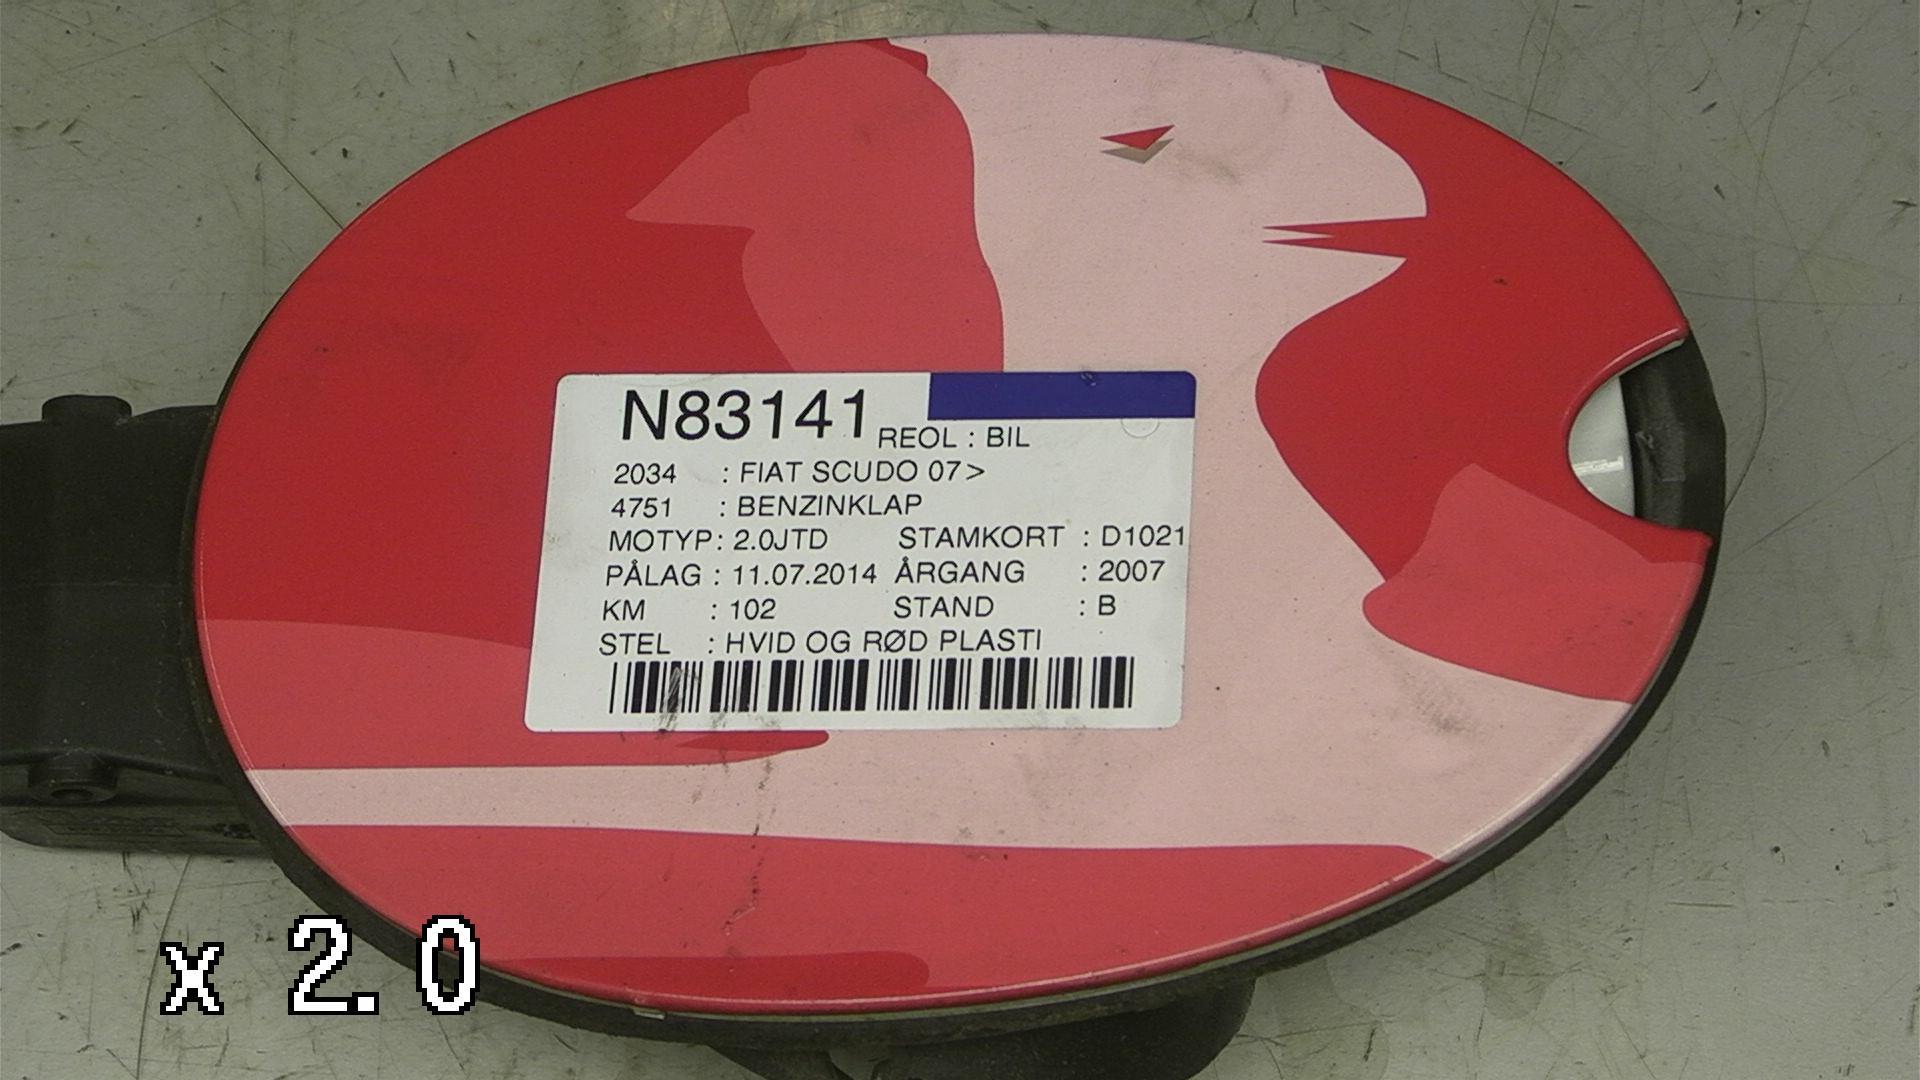 N83141 REOL : BIL
2034 : FIAT SCUDO 07>
4751 : BENZINKLAP
MOTYP: 2.0JTD STAMKORT : D1021
PÅLAG : 11.07.2014 ÅRGANG : 2007
KM : 102 STAND : B
STEL : HVID OG RØD PLASTI
x 2.0